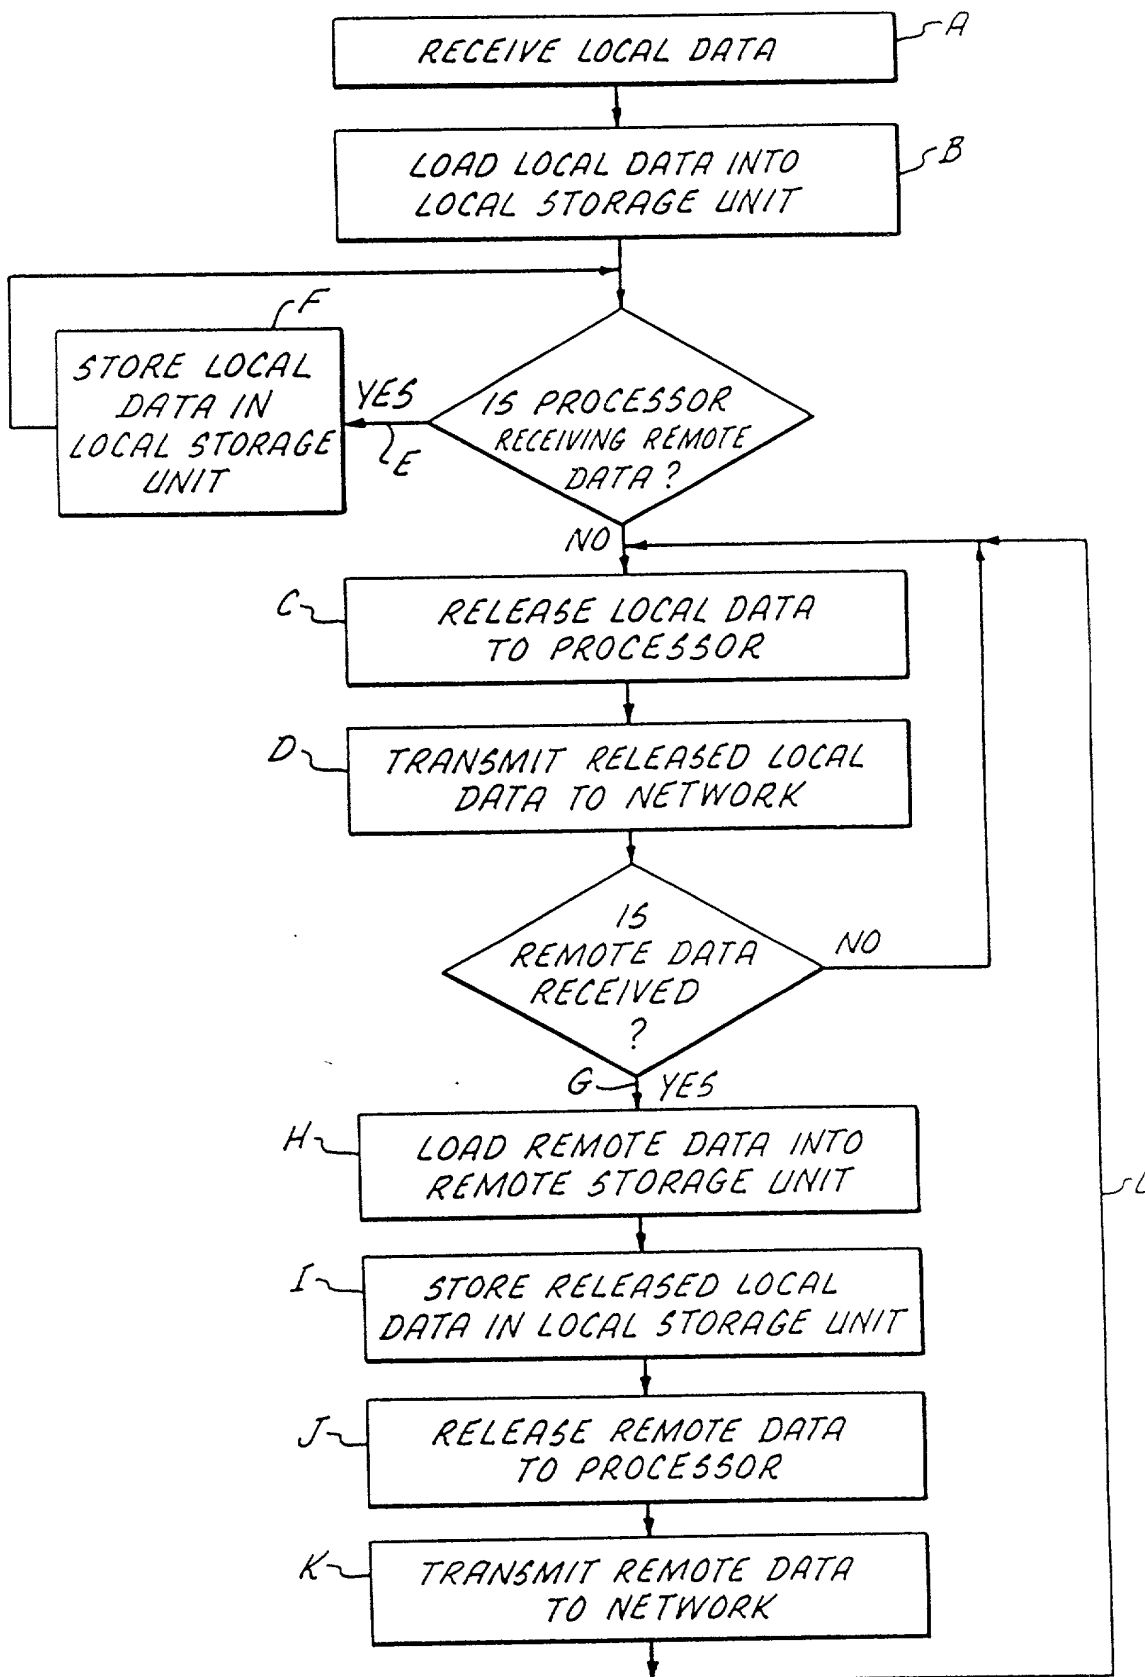 RECEIVE LOCAL DATA
A
LOAD LOCAL DATA INTO
LOCAL STORAGE UNIT
B
F
STORE LOCAL
DATA IN
LOCAL STORAGE
UNIT
YES
E
IS PROCESSOR
RECEIVING REMOTE
DATA?
NO
C
RELEASE LOCAL DATA
TO PROCESSOR
D
TRANSMIT RELEASED LOCAL
DATA TO NETWORK
IS
REMOTE DATA
RECEIVED
?
NO
G
YES
H
LOAD REMOTE DATA INTO
REMOTE STORAGE UNIT
L
I
STORE RELEASED LOCAL
DATA IN LOCAL STORAGE UNIT
J
RELEASE REMOTE DATA
TO PROCESSOR
K
TRANSMIT REMOTE DATA
TO NETWORK